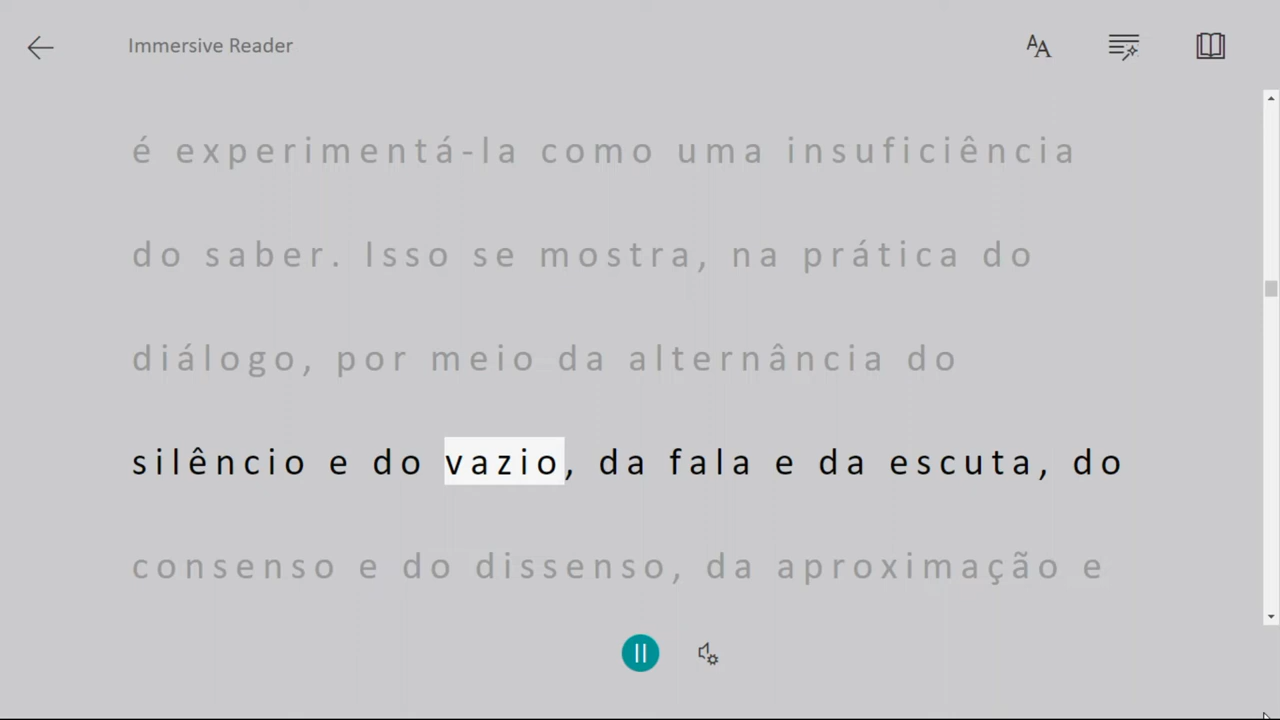 Immersive Reader
é experimentá-la como uma insuficiência
do saber. Isso se mostra, na prática do
diálogo, por meio da alternância do
silêncio e do vazio, da fala e da escuta, do
consenso e do dissenso, da aproximação e